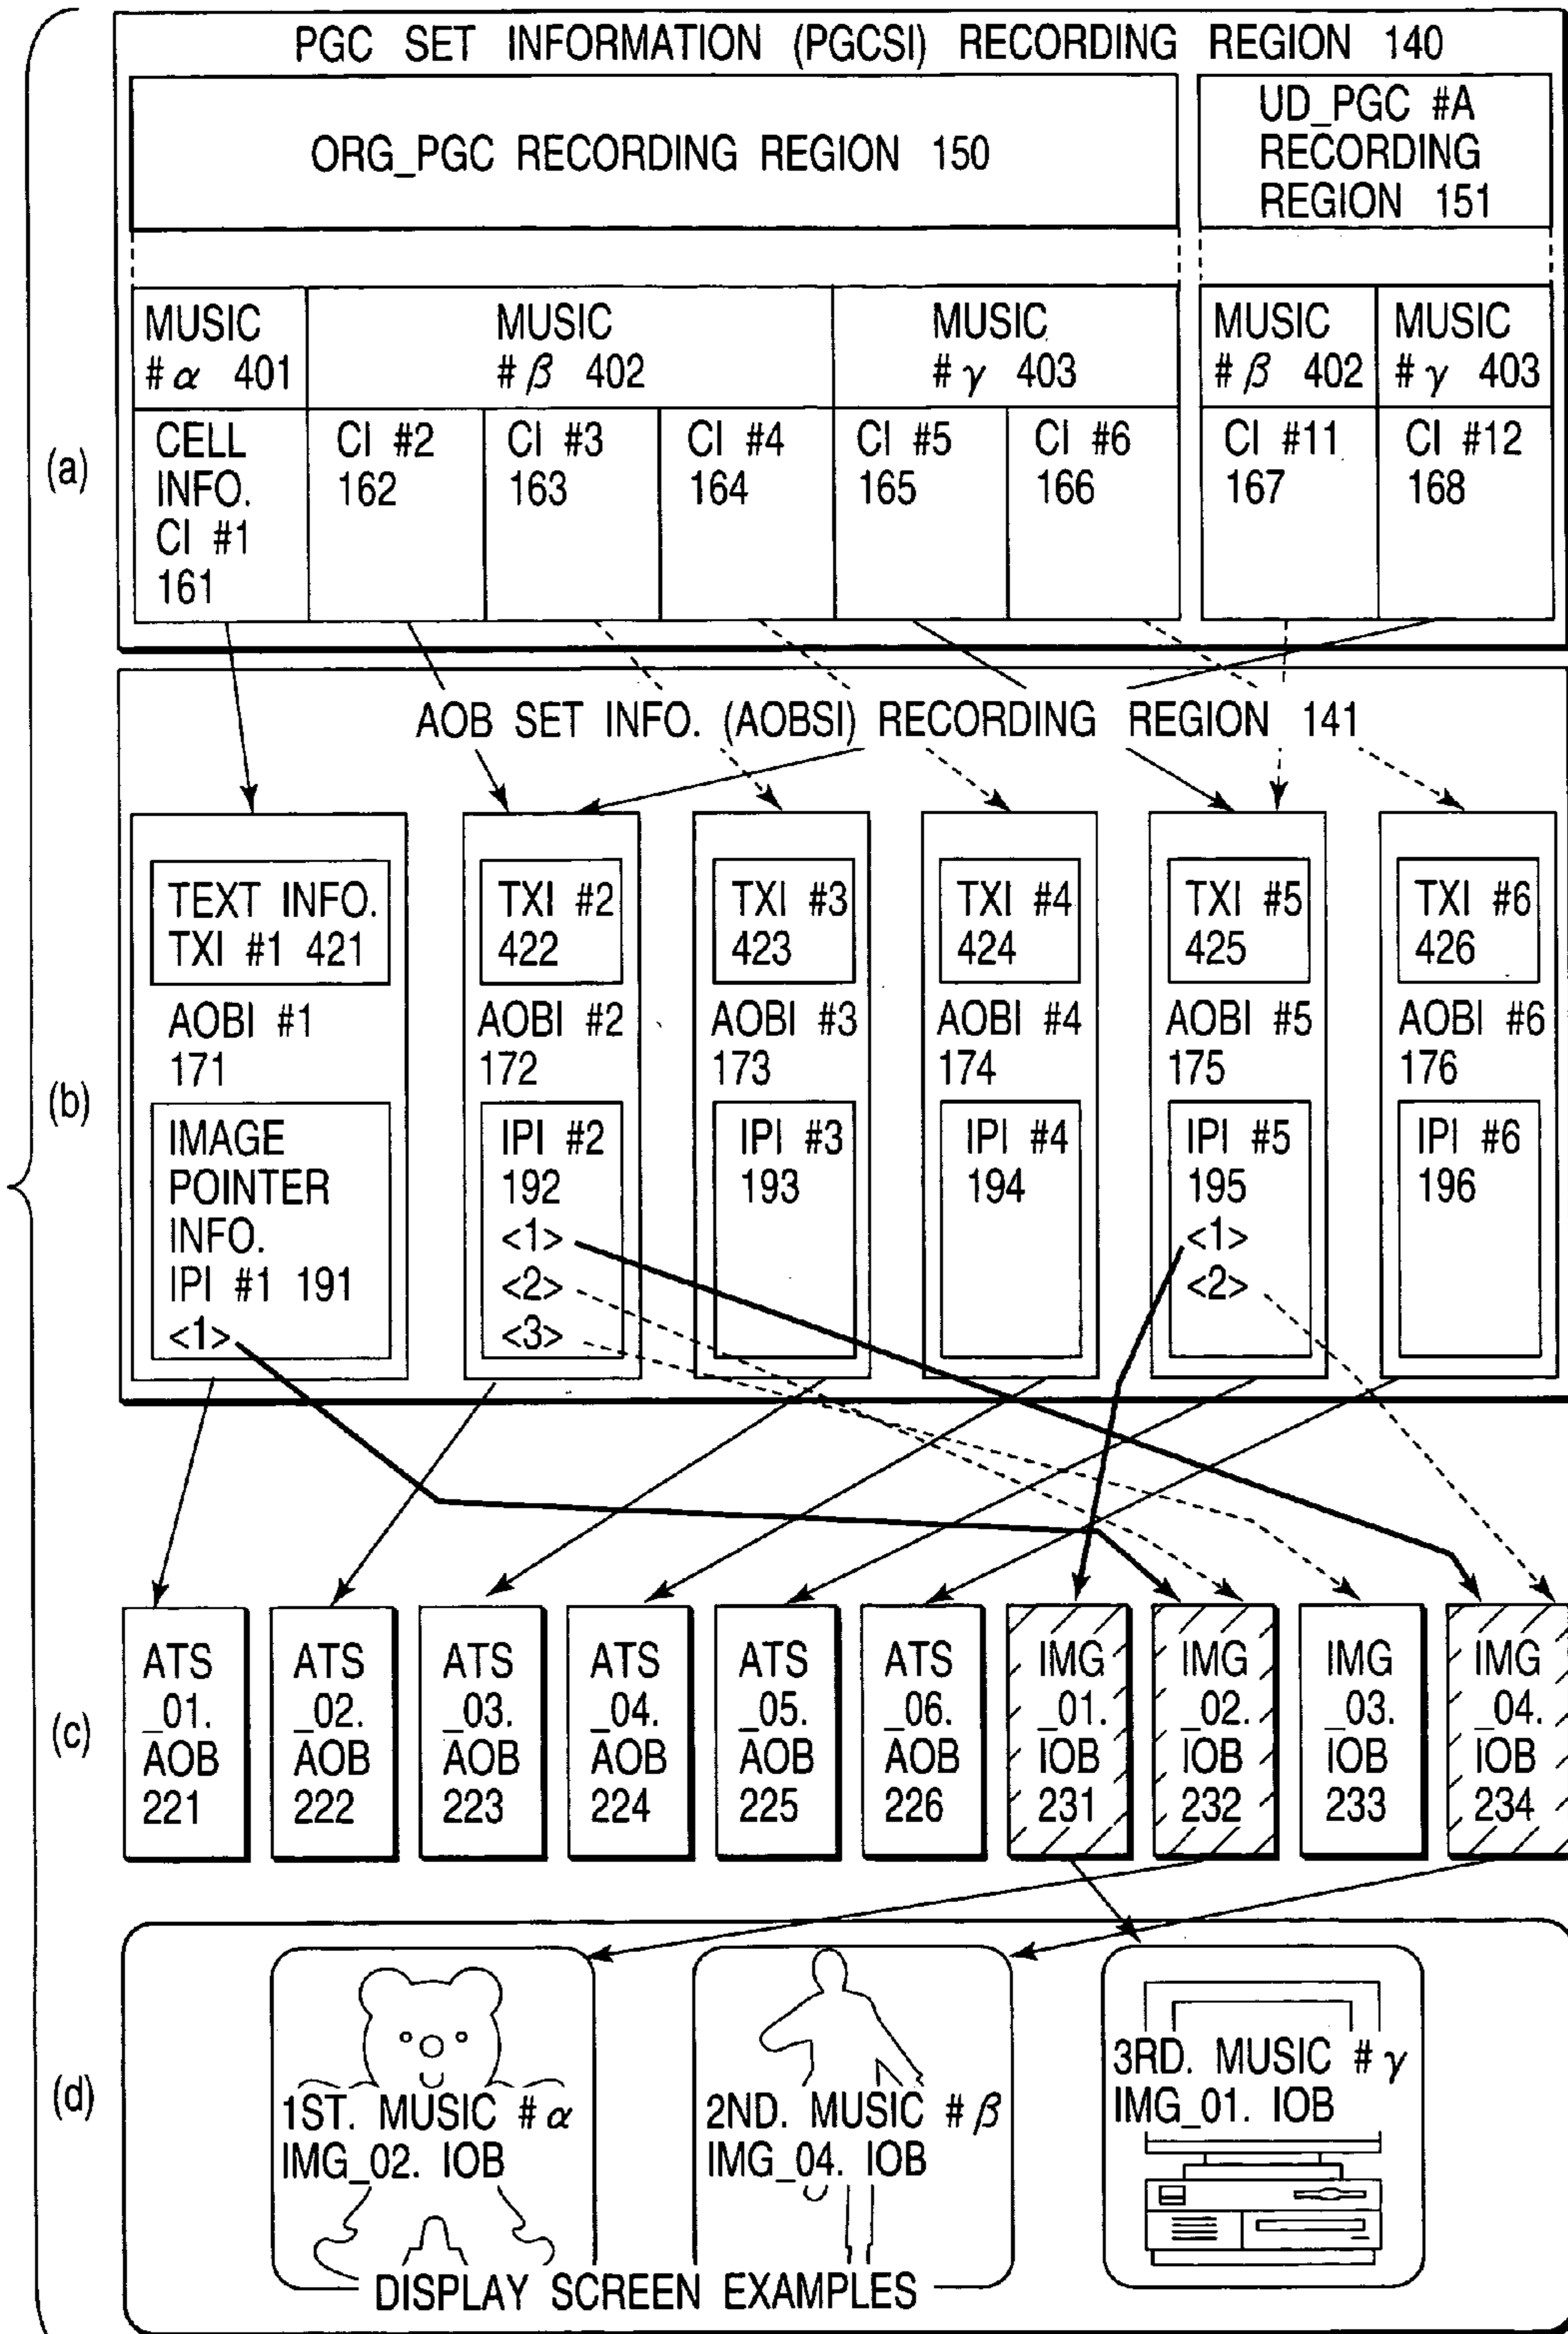 PGC SET INFORMATION (PGCSI) RECORDING REGION 140
ORG_PGC RECORDING REGION 150
UD_PGC #A
RECORDING
REGION 151
MUSIC
# α 401
MUSIC
# β 402
MUSIC
# γ 403
MUSIC
# β 402
MUSIC
# γ 403
(a)
CELL
INFO.
CI #1
161
CI #2
162
CI #3
163
CI #4
164
CI #5
165
CI #6
166
CI #11
167
CI #12
168
AOB SET INFO. (AOBSI) RECORDING REGION 141
(b)
TEXT INFO.
TXI #1 421
AOBI #1
171
IMAGE
POINTER
INFO.
IPI #1 191
<1>
TXI #2
422
AOBI #2
172
IPI #2
192
<1>
<2>
<3>
TXI #3
423
AOBI #3
173
IPI #3
193
TXI #4
424
AOBI #4
174
IPI #4
194
TXI #5
425
AOBI #5
175
IPI #5
195
<1>
<2>
TXI #6
426
AOBI #6
176
IPI #6
196
(c)
ATS
_01.
AOB
221
ATS
_02.
AOB
222
ATS
_03.
AOB
223
ATS
_04.
AOB
224
ATS
_05.
AOB
225
ATS
_06.
AOB
226
IMG
_01.
IOB
231
IMG
_02.
IOB
232
IMG
_03.
IOB
233
IMG
_04.
IOB
234
(d)
1ST. MUSIC # α
IMG_02. IOB
2ND. MUSIC # β
IMG_04. IOB
3RD. MUSIC # γ
IMG_01. IOB
DISPLAY SCREEN EXAMPLES